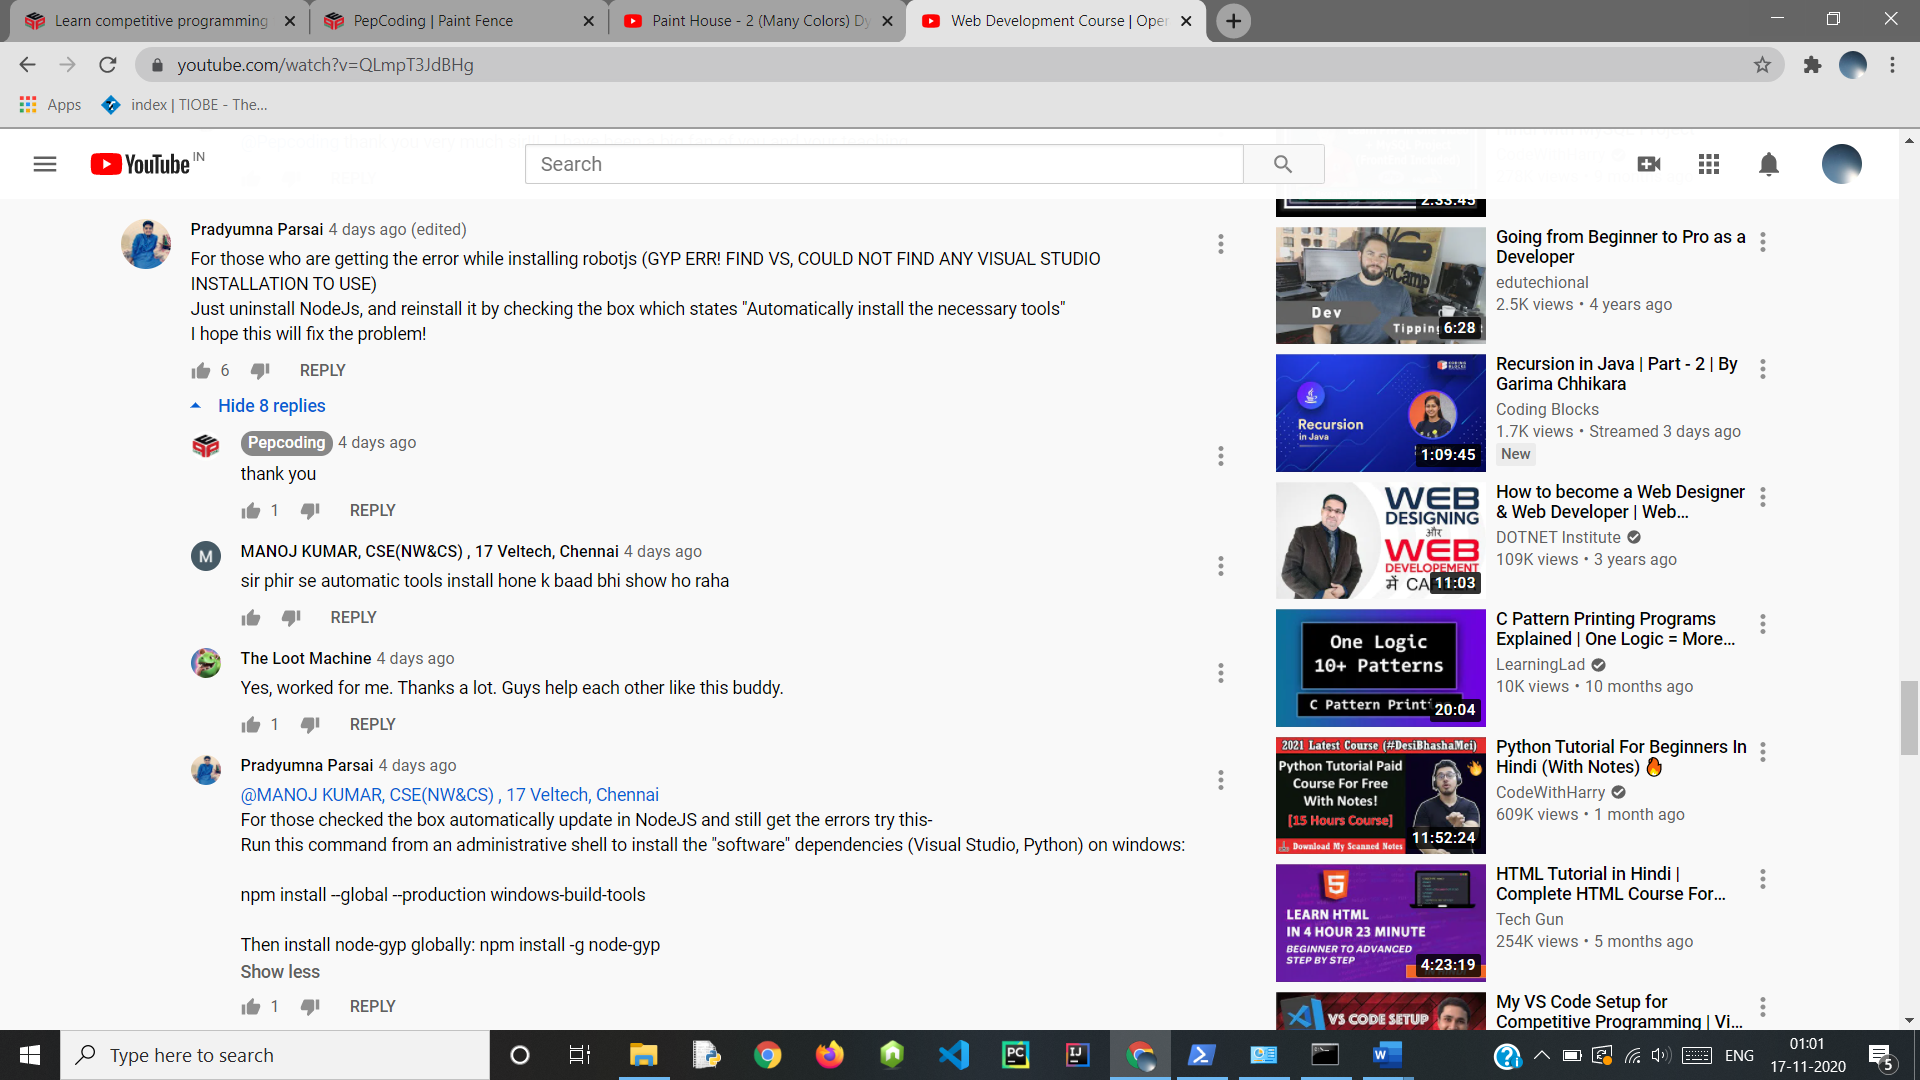 Learn competitive programming
PepCoding | Paint Fence
Paint House - 2 (Many Colors) Dy
Web Development Course | Oper
youtube.com/watch?v=QLmpT3JdBHg
Apps
index | TIOBE - The...
YouTube IN
Search
Pradyumna Parsai 4 days ago (edited)
For those who are getting the error while installing robotjs (GYP ERR! FIND VS, COULD NOT FIND ANY VISUAL STUDIO
INSTALLATION TO USE)
Just uninstall NodeJs, and reinstall it by checking the box which states "Automatically install the necessary tools"
I hope this will fix the problem!
6 REPLY
Hide 8 replies
Pepcoding 4 days ago
thank you
1 REPLY
M
MANOJ KUMAR, CSE(NW&CS) , 17 Veltech, Chennai 4 days ago
sir phir se automatic tools install hone k baad bhi show ho raha
REPLY
The Loot Machine 4 days ago
Yes, worked for me. Thanks a lot. Guys help each other like this buddy.
1 REPLY
Pradyumna Parsai 4 days ago
@MANOJ KUMAR, CSE(NW&CS) , 17 Veltech, Chennai
For those checked the box automatically update in NodeJS and still get the errors try this-
Run this command from an administrative shell to install the "software" dependencies (Visual Studio, Python) on windows:
npm install --global --production windows-build-tools
Then install node-gyp globally: npm install -g node-gyp
Show less
1 REPLY
2:33:45
Dev
Tipping
6:28
Going from Beginner to Pro as a
Developer
edutechional
2.5K views • 4 years ago
Recursion
in Java
1:09:45
Recursion in Java | Part - 2 | By
Garima Chhikara
Coding Blocks
1.7K views • Streamed 3 days ago
New
WEB
DESIGNING
और
WEB
DEVELOPEMENT
में CA
11:03
How to become a Web Designer
& Web Developer | Web...
DOTNET Institute
109K views • 3 years ago
One Logic
10+ Patterns
C Pattern Printi
20:04
C Pattern Printing Programs
Explained | One Logic = More...
LearningLad
10K views • 10 months ago
2021 Latest Course (#DesiBhashaMei)
Python Tutorial Paid
Course For Free
With Notes!
[15 Hours Course]
Download My Scanned Notes
11:52:24
Python Tutorial For Beginners In
Hindi (With Notes) 🔥
CodeWithHarry
609K views • 1 month ago
5
LEARN HTML
IN 4 HOUR 23 MINUTE
BEGINNER TO ADVANCED
STEP BY STEP
4:23:19
HTML Tutorial in Hindi |
Complete HTML Course For...
Tech Gun
254K views • 5 months ago
VS CODE SETUP
My VS Code Setup for
Competitive Programming | Vi...
Type here to search
PC
IJ
W
ENG
01:01
17-11-2020
5